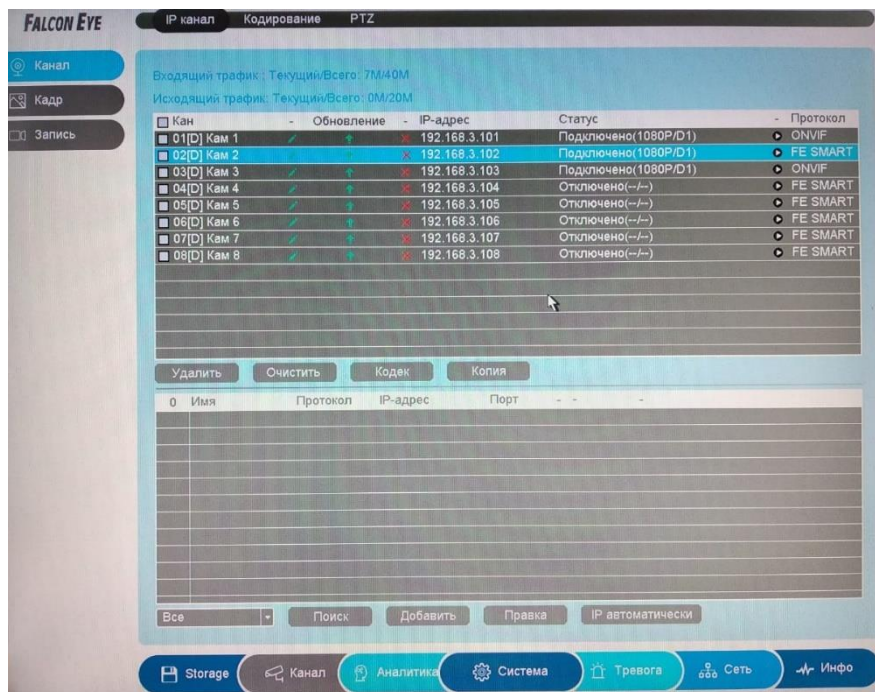 FALCON EYE
IP канал Кодирование PTZ
Канал
Кадр
Запись
Входящий трафик : Текущий/Всего: 7M/40M
Исходящий трафик: Текущий/Всего: 0M/20M
Кан - Обновление - IP-адрес Статус - Протокол
01[D] Кам 1 192.168.3.101 Подключено(1080P/D1) ONVIF
02[D] Кам 2 192.168.3.102 Подключено(1080P/D1) FE SMART
03[D] Кам 3 192.168.3.103 Подключено(1080P/D1) ONVIF
04[D] Кам 4 192.168.3.104 Отключено(--/--) FE SMART
05[D] Кам 5 192.168.3.105 Отключено(--/--) FE SMART
06[D] Кам 6 192.168.3.106 Отключено(--/--) FE SMART
07[D] Кам 7 192.168.3.107 Отключено(--/--) FE SMART
08[D] Кам 8 192.168.3.108 Отключено(--/--) FE SMART
Удалить Очистить Кодек Копия
0 Имя Протокол IP-адрес Порт - - -
Все Поиск Добавить Правка IP автоматически
Storage Канал Аналитика Система Тревога Сеть Инфо